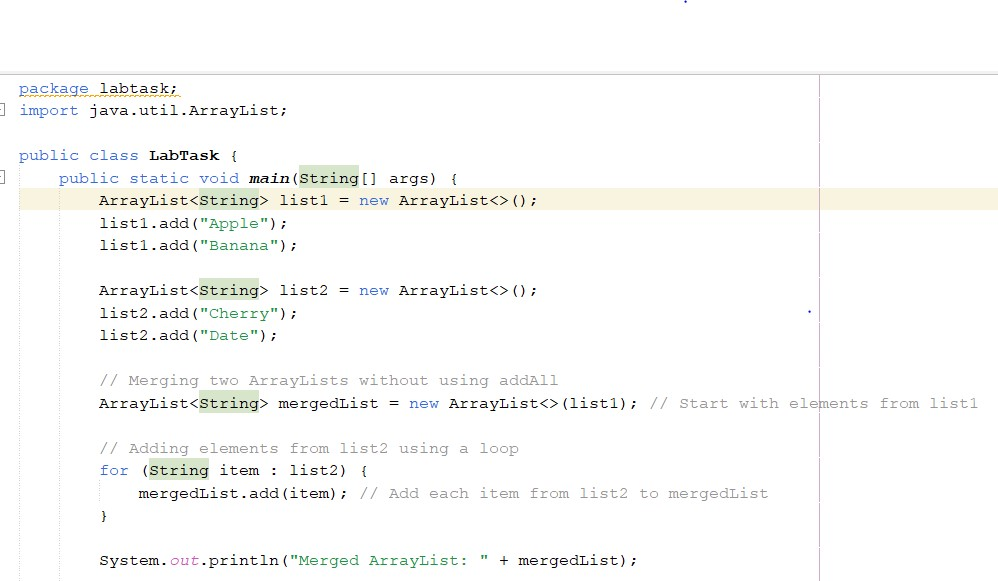 package labtask;
import java.util.ArrayList;
public class LabTask {
public static void main(String[] args) {
ArrayList<String> list1 = new ArrayList<>();
list1.add("Apple");
list1.add("Banana");
ArrayList<String> list2 = new ArrayList<>();
list2.add("Cherry");
list2.add("Date");
// Merging two ArrayLists without using addAll
ArrayList<String> mergedList = new ArrayList<>(list1); // Start with elements from list1
// Adding elements from list2 using a loop
for (String item : list2) {
mergedList.add(item); // Add each item from list2 to mergedList
}
System.out.println("Merged ArrayList: " + mergedList);